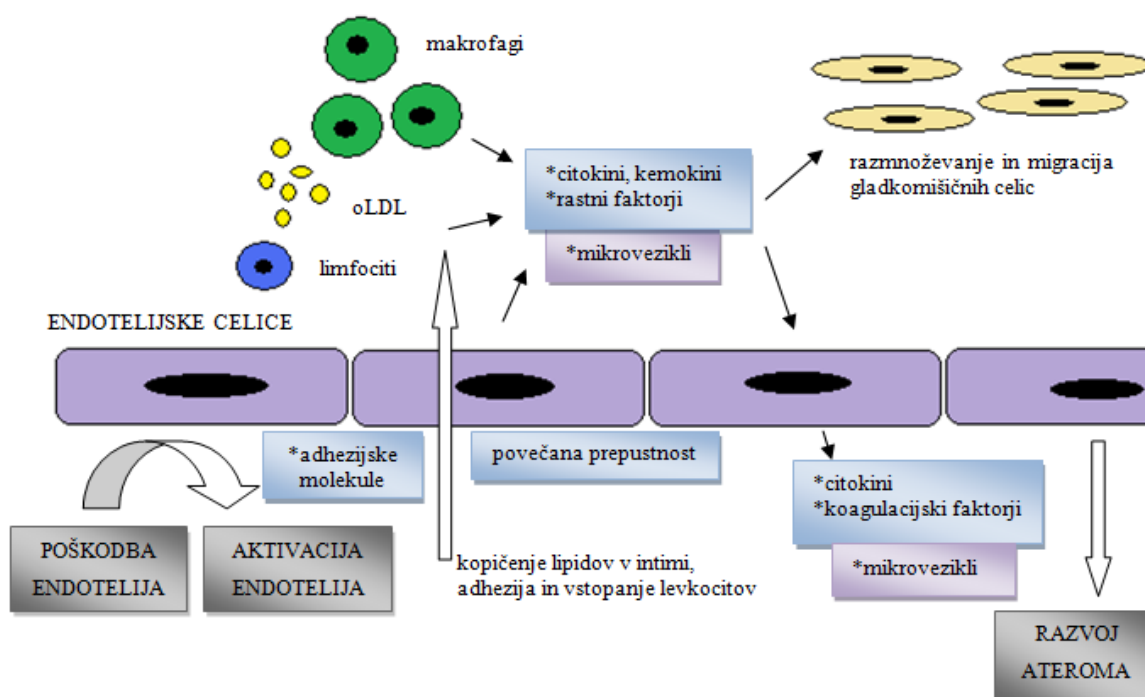 makrofagi
*citokini, kemokini
*rastni faktorji
*mikrovezikli
razmnoževanje in migracija
gladkomišičnih celic
oLDL
limfociti
ENDOTELIJSKE CELICE
*adhezijske
molekule
povečana prepustnost
*citokini
*koagulacijski faktorji
*mikrovezikli
POŠKODBA
ENDOTELIJA
AKTIVACIJA
ENDOTELIJA
kopičenje lipidov v intimi,
adhezija in vstopanje levkocitov
RAZVOJ
ATEROMA